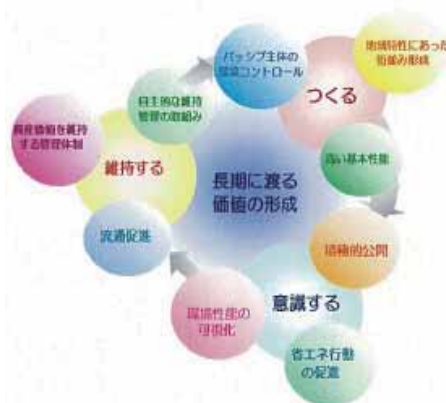 パッシブ主体の
環境コントロール
つくる
地域特性にあった
街並み形成
自主的な維持
管理の取組み
資産価値を維持
する管理体制
維持する
高い基本性能
長期に渡る
価値の形成
流通促進
積極的公開
環境性能の
可視化
意識する
省エネ行動
の促進